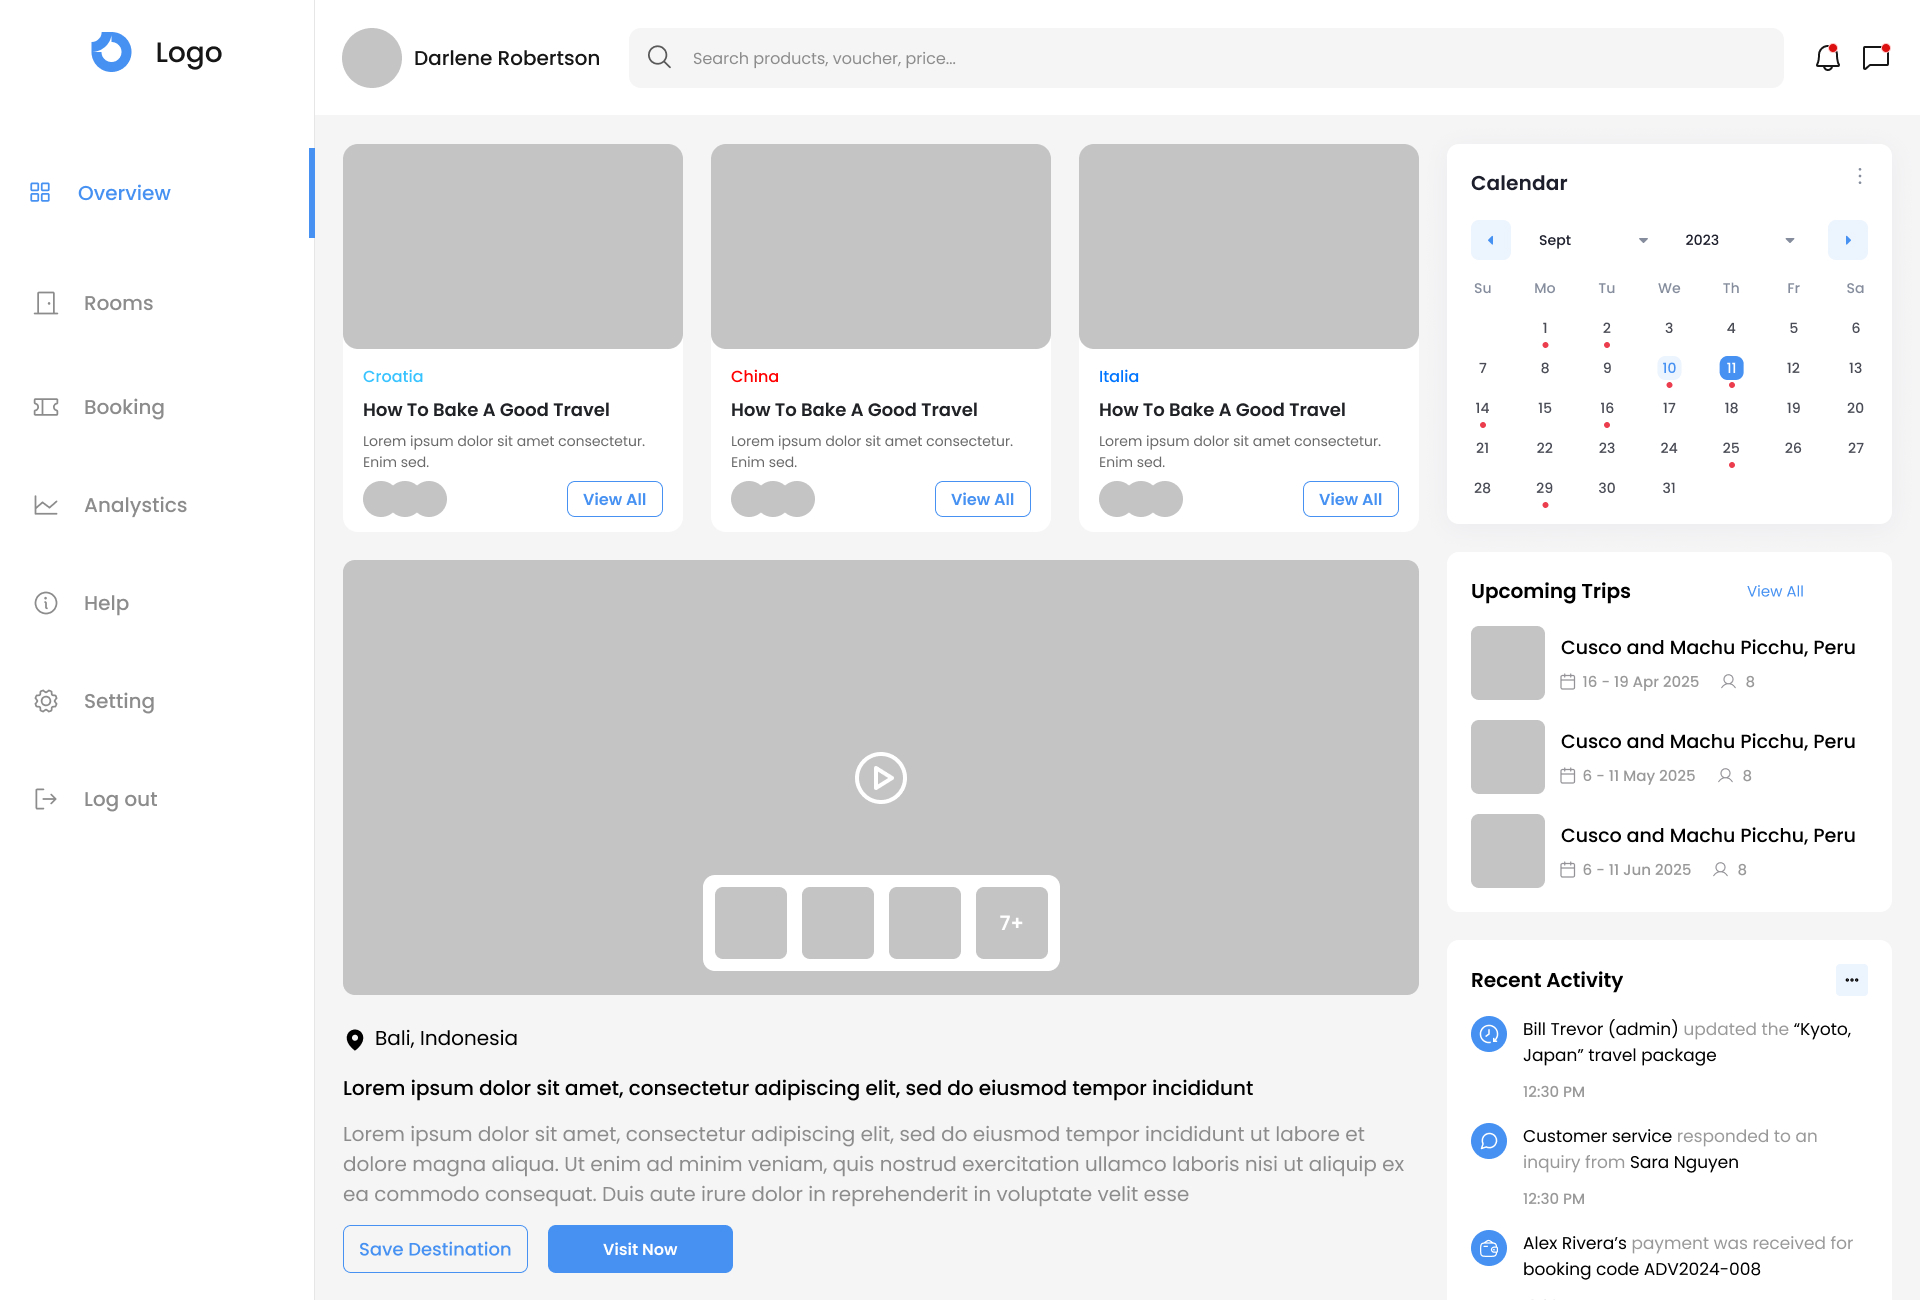 Logo
Overview
Rooms
Booking
Analystics
Help
Setting
Log out
Darlene Robertson
Search products, voucher, price...
Croatia
How To Bake A Good Travel
Lorem ipsum dolor sit amet consectetur.
Enim sed.
View All
China
How To Bake A Good Travel
Lorem ipsum dolor sit amet consectetur.
Enim sed.
View All
Italia
How To Bake A Good Travel
Lorem ipsum dolor sit amet consectetur.
Enim sed.
View All
7+
Bali, Indonesia
Lorem ipsum dolor sit amet, consectetur adipiscing elit, sed do eiusmod tempor incididunt
Lorem ipsum dolor sit amet, consectetur adipiscing elit, sed do eiusmod tempor incididunt ut labore et
dolore magna aliqua. Ut enim ad minim veniam, quis nostrud exercitation ullamco laboris nisi ut aliquip ex
ea commodo consequat. Duis aute irure dolor in reprehenderit in voluptate velit esse
Save Destination
Visit Now
Calendar
Sept 2023
Su Mo Tu We Th Fr Sa
1 2 3 4 5 6
7 8 9 10 11 12 13
14 15 16 17 18 19 20
21 22 23 24 25 26 27
28 29 30 31
Upcoming Trips
View All
Cusco and Machu Picchu, Peru
16 - 19 Apr 2025 8
Cusco and Machu Picchu, Peru
6 - 11 May 2025 8
Cusco and Machu Picchu, Peru
6 - 11 Jun 2025 8
Recent Activity
Bill Trevor (admin) updated the “Kyoto,
Japan” travel package
12:30 PM
Customer service responded to an
inquiry from Sara Nguyen
12:30 PM
Alex Rivera’s payment was received for
booking code ADV2024-008